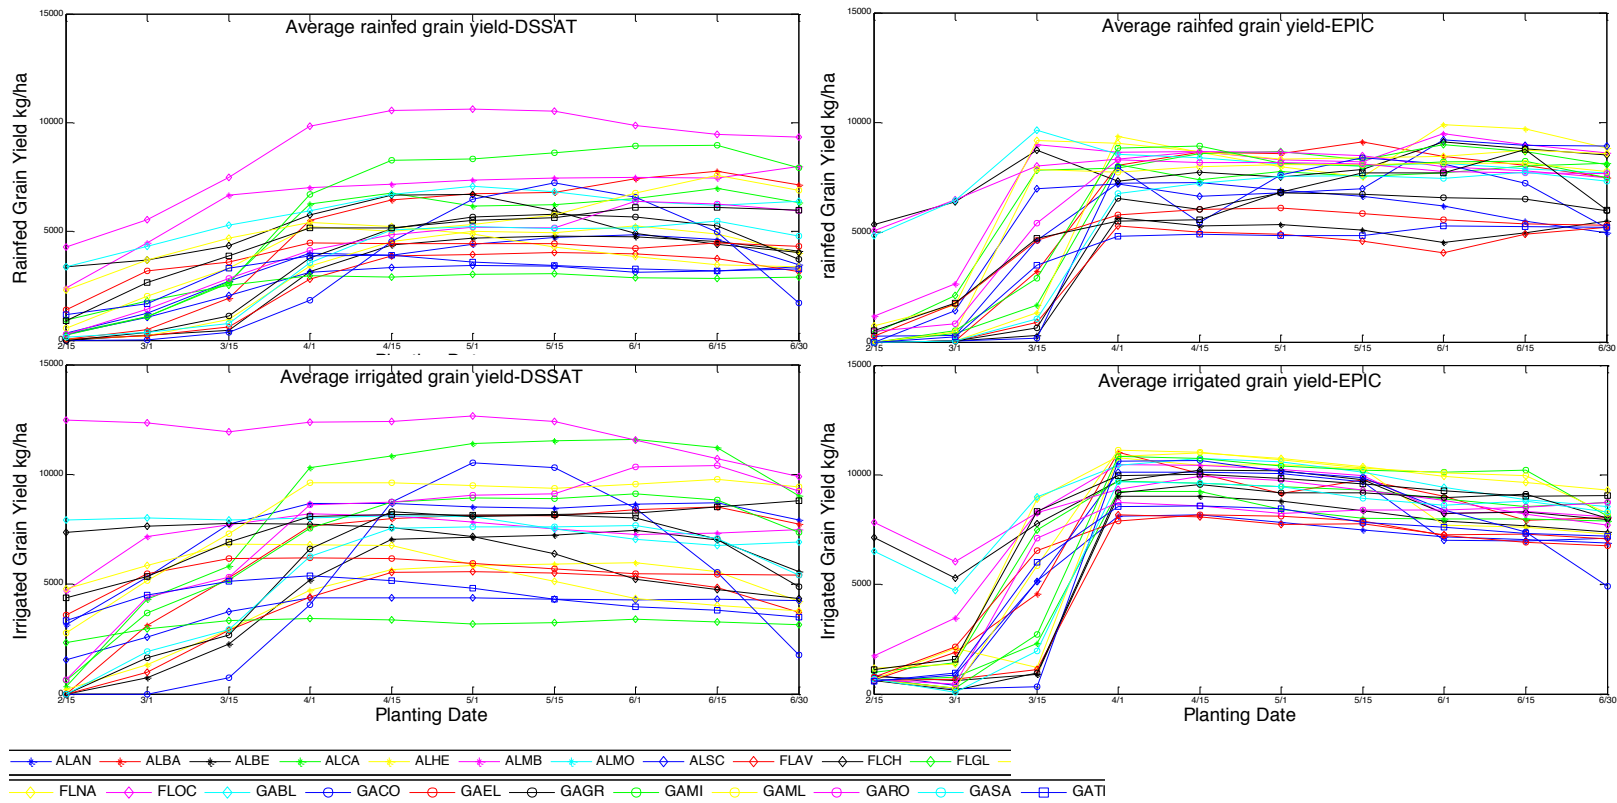 Average rainfed grain yield-DSSAT
Rainfed Grain Yield kg/ha
15000
10000
5000
0
2/15 3/1 3/15 4/1 4/15 5/1 5/15 6/1 6/15 6/30
Average rainfed grain yield-EPIC
rainfed Grain Yield kg/ha
15000
10000
5000
0
2/15 3/1 3/15 4/1 4/15 5/1 5/15 6/1 6/15 6/30
Average irrigated grain yield-DSSAT
Irrigated Grain Yield kg/ha
15000
10000
5000
0
2/15 3/1 3/15 4/1 4/15 5/1 5/15 6/1 6/15 6/30
Planting Date
Average irrigated grain yield-EPIC
Irrigated Grain Yield kg/ha
15000
10000
5000
0
2/15 3/1 3/15 4/1 4/15 5/1 5/15 6/1 6/15 6/30
Planting Date
ALAN ALBA ALBE ALCA ALHE ALMB ALMO ALSC FLAV FLCH FLGL
FLNA FLOC GABL GACO GAEL GAGR GAMI GAML GARO GASA